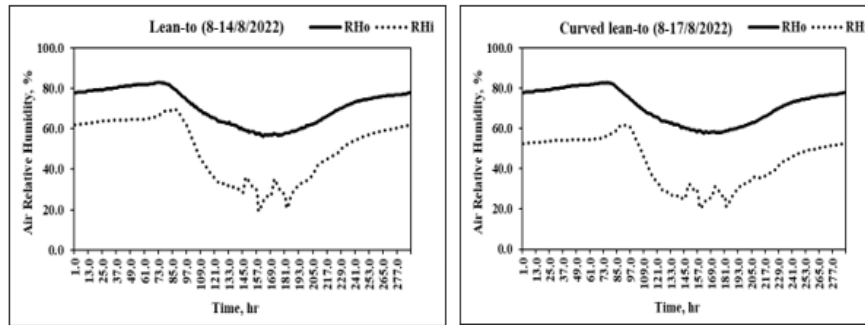 Lean-to (8-14/8/2022) RHo RHi
100.0
80.0
60.0
40.0
20.0
0.0
Air Relative Humidity, %
1.0 13.0 25.0 37.0 49.0 61.0 73.0 85.0 97.0 109.0 121.0 133.0 145.0 157.0 169.0 181.0 193.0 205.0 217.0 229.0 241.0 253.0 265.0 277.0
Time, hr
Curved lean-to (8-17/8/2022) RHo RHi
100.0
80.0
60.0
40.0
20.0
0.0
Air Relative Humidity, %
1.0 13.0 25.0 37.0 49.0 61.0 73.0 85.0 97.0 109.0 121.0 133.0 145.0 157.0 169.0 181.0 193.0 205.0 217.0 229.0 241.0 253.0 265.0 277.0
Time, hr